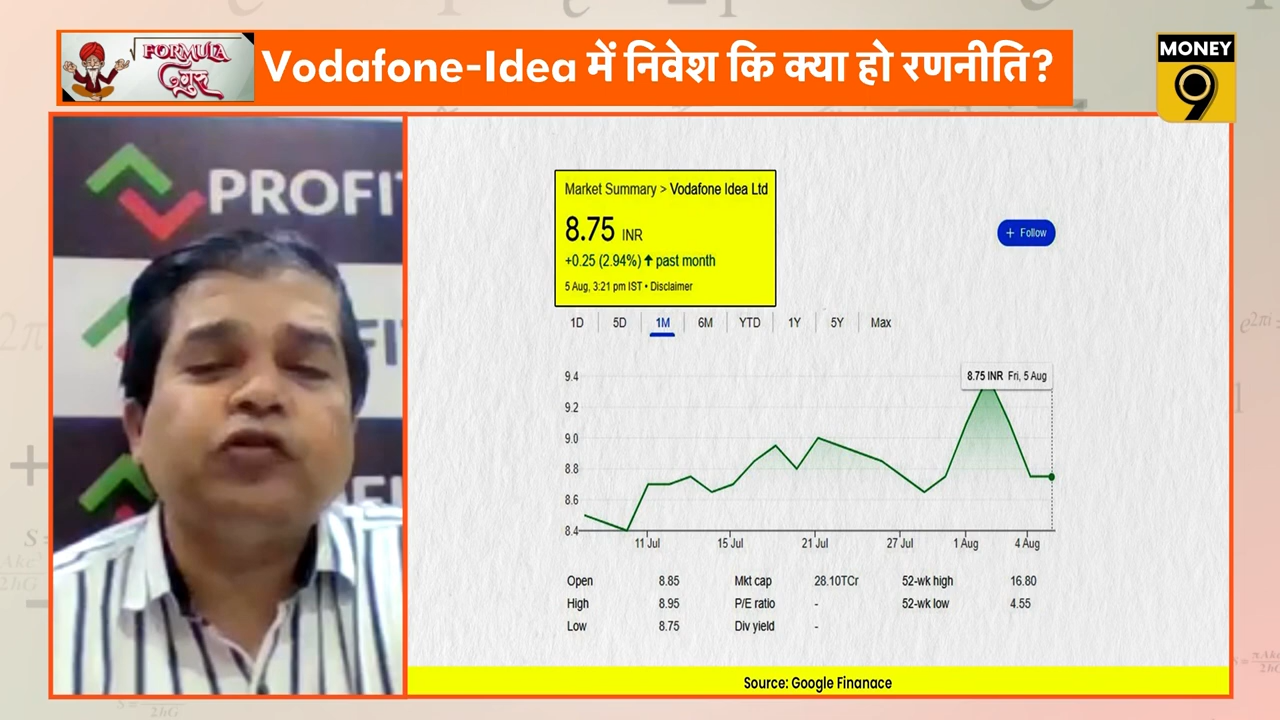 FORMULA
गुरु
Vodafone-Idea में निवेश कि क्या हो रणनीति?
MONEY
9
PROFIT
Market Summary > Vodafone Idea Ltd
8.75 INR
+0.25 (2.94%) ↑ past month
5 Aug, 3:21 pm IST • Disclaimer
+ Follow
1D 5D 1M 6M YTD 1Y 5Y Max
8.75 INR Fri, 5 Aug
9.4
9.2
9.0
8.8
8.6
8.4
11 Jul 15 Jul 21 Jul 27 Jul 1 Aug 4 Aug
Open 8.85 Mkt cap 28.10TCr 52-wk high 16.80
High 8.95 P/E ratio - 52-wk low 4.55
Low 8.75 Div yield -
Source: Google Finanace